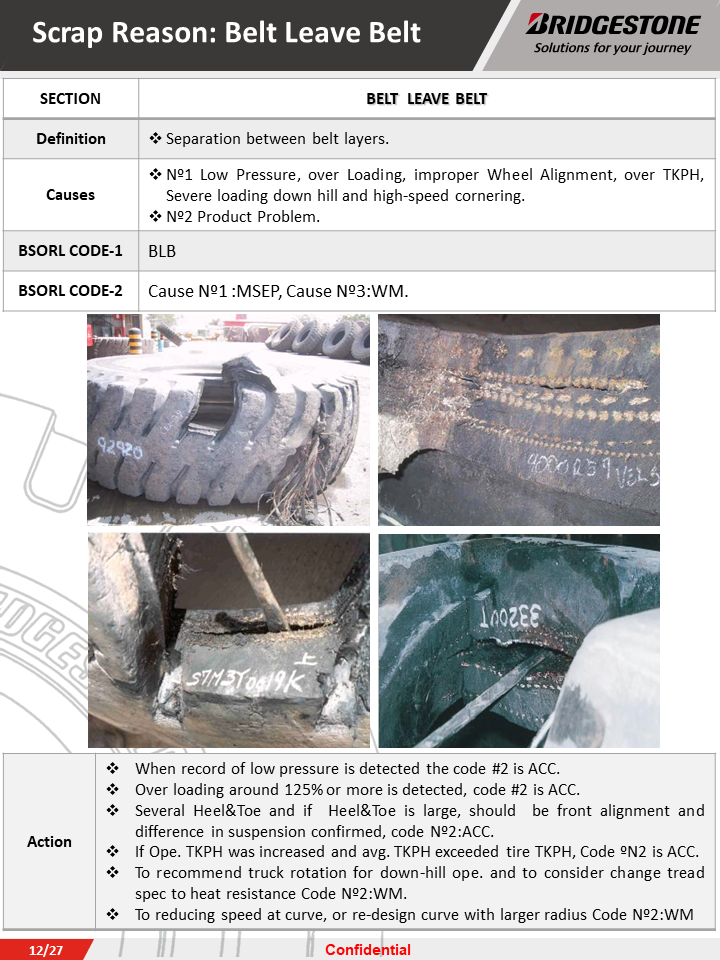 Scrap Reason: Belt Leave Belt
BRIDGESTONE
Solutions for your journey
SECTION
BELT LEAVE BELT
Definition
❖ Separation between belt layers.
Causes
❖ Nº1 Low Pressure, over Loading, improper Wheel Alignment, over TKPH,
Severe loading down hill and high-speed cornering.
❖ Nº2 Product Problem.
BSORL CODE-1
BLB
BSORL CODE-2
Cause Nº1 :MSEP, Cause Nº3:WM.
92920
4000R57
S7M3Y0619K
上
3320UT
BRIDGES
Action
❖ When record of low pressure is detected the code #2 is ACC.
❖ Over loading around 125% or more is detected, code #2 is ACC.
❖ Several Heel&Toe and if Heel&Toe is large, should be front alignment and
difference in suspension confirmed, code Nº2:ACC.
❖ If Ope. TKPH was increased and avg. TKPH exceeded tire TKPH, Code ºN2 is ACC.
❖ To recommend truck rotation for down-hill ope. and to consider change tread
spec to heat resistance Code Nº2:WM.
❖ To reducing speed at curve, or re-design curve with larger radius Code Nº2:WM
12/27
Confidential